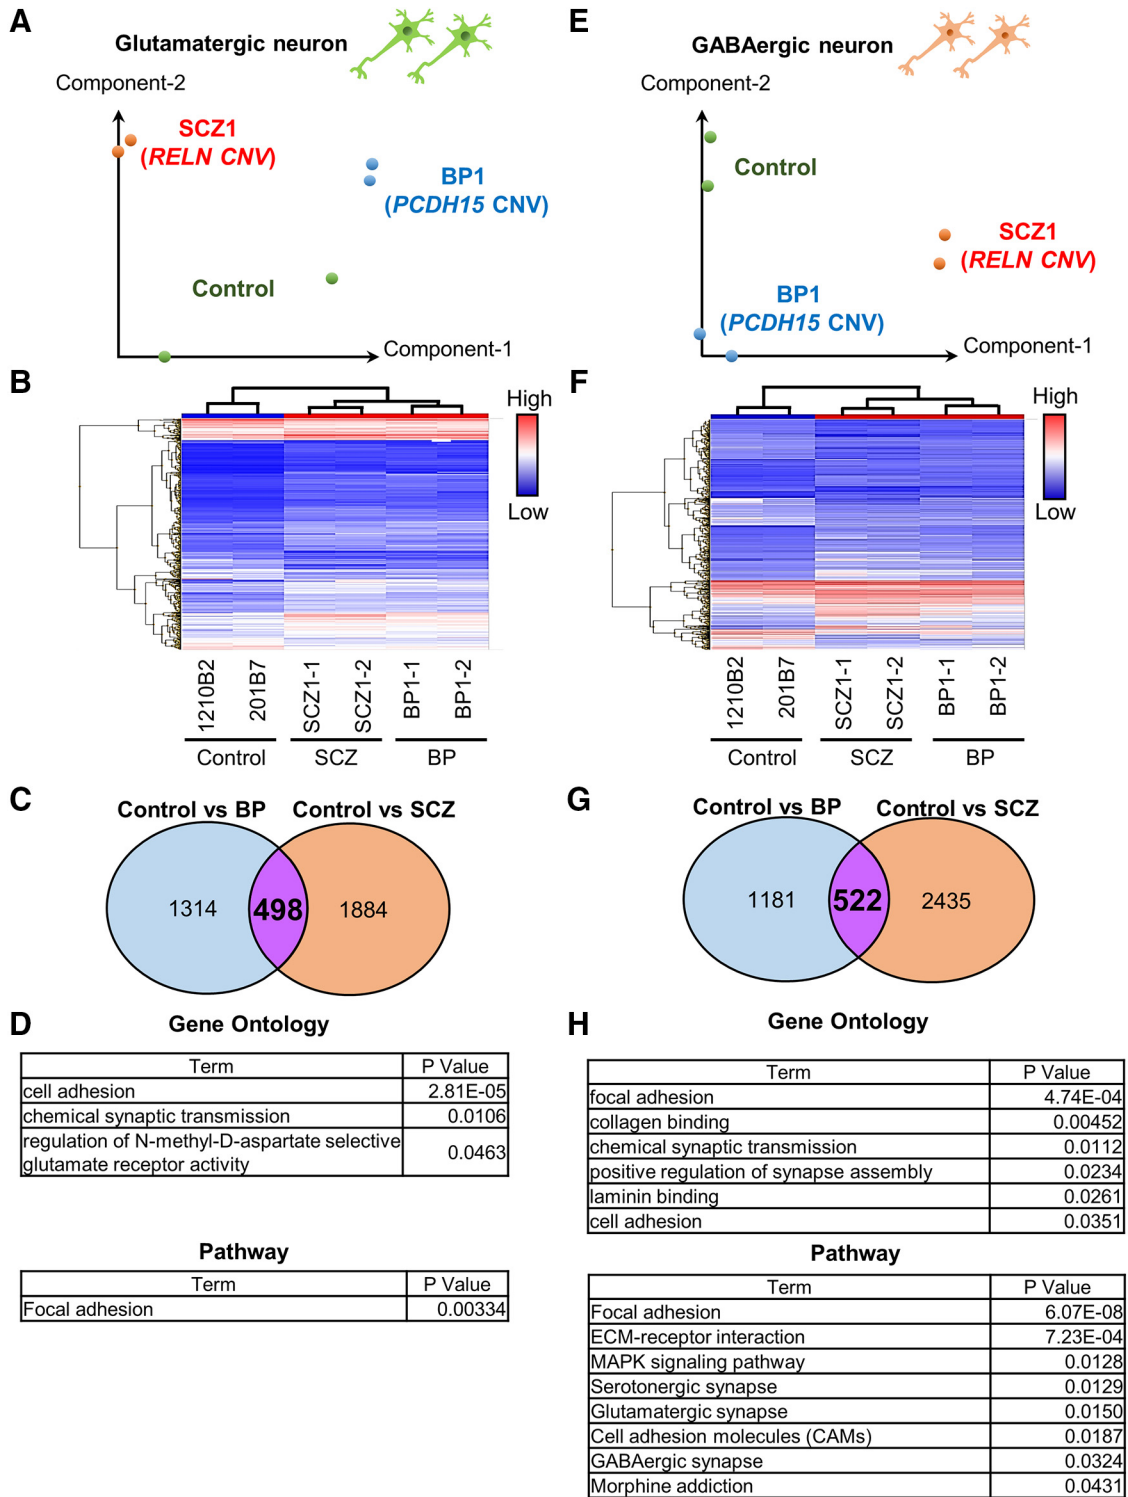 A
Glutamatergic neuron
Component-2
SCZ1
(RELN CNV)
BP1
(PCDH15 CNV)
Control
Component-1
B
High
Low
1210B2
201B7
SCZ1-1
SCZ1-2
BP1-1
BP1-2
Control
SCZ
BP
C
Control vs BP
Control vs SCZ
1314
498
1884
D
Gene Ontology
Term P Value
cell adhesion 2.81E-05
chemical synaptic transmission 0.0106
regulation of N-methyl-D-aspartate selective
glutamate receptor activity 0.0463
Pathway
Term P Value
Focal adhesion 0.00334
E
GABAergic neuron
Component-2
Control
SCZ1
(RELN CNV)
BP1
(PCDH15 CNV)
Component-1
F
High
Low
1210B2
201B7
SCZ1-1
SCZ1-2
BP1-1
BP1-2
Control
SCZ
BP
G
Control vs BP
Control vs SCZ
1181
522
2435
H
Gene Ontology
Term P Value
focal adhesion 4.74E-04
collagen binding 0.00452
chemical synaptic transmission 0.0112
positive regulation of synapse assembly 0.0234
laminin binding 0.0261
cell adhesion 0.0351
Pathway
Term P Value
Focal adhesion 6.07E-08
ECM-receptor interaction 7.23E-04
MAPK signaling pathway 0.0128
Serotonergic synapse 0.0129
Glutamatergic synapse 0.0150
Cell adhesion molecules (CAMs) 0.0187
GABAergic synapse 0.0324
Morphine addiction 0.0431